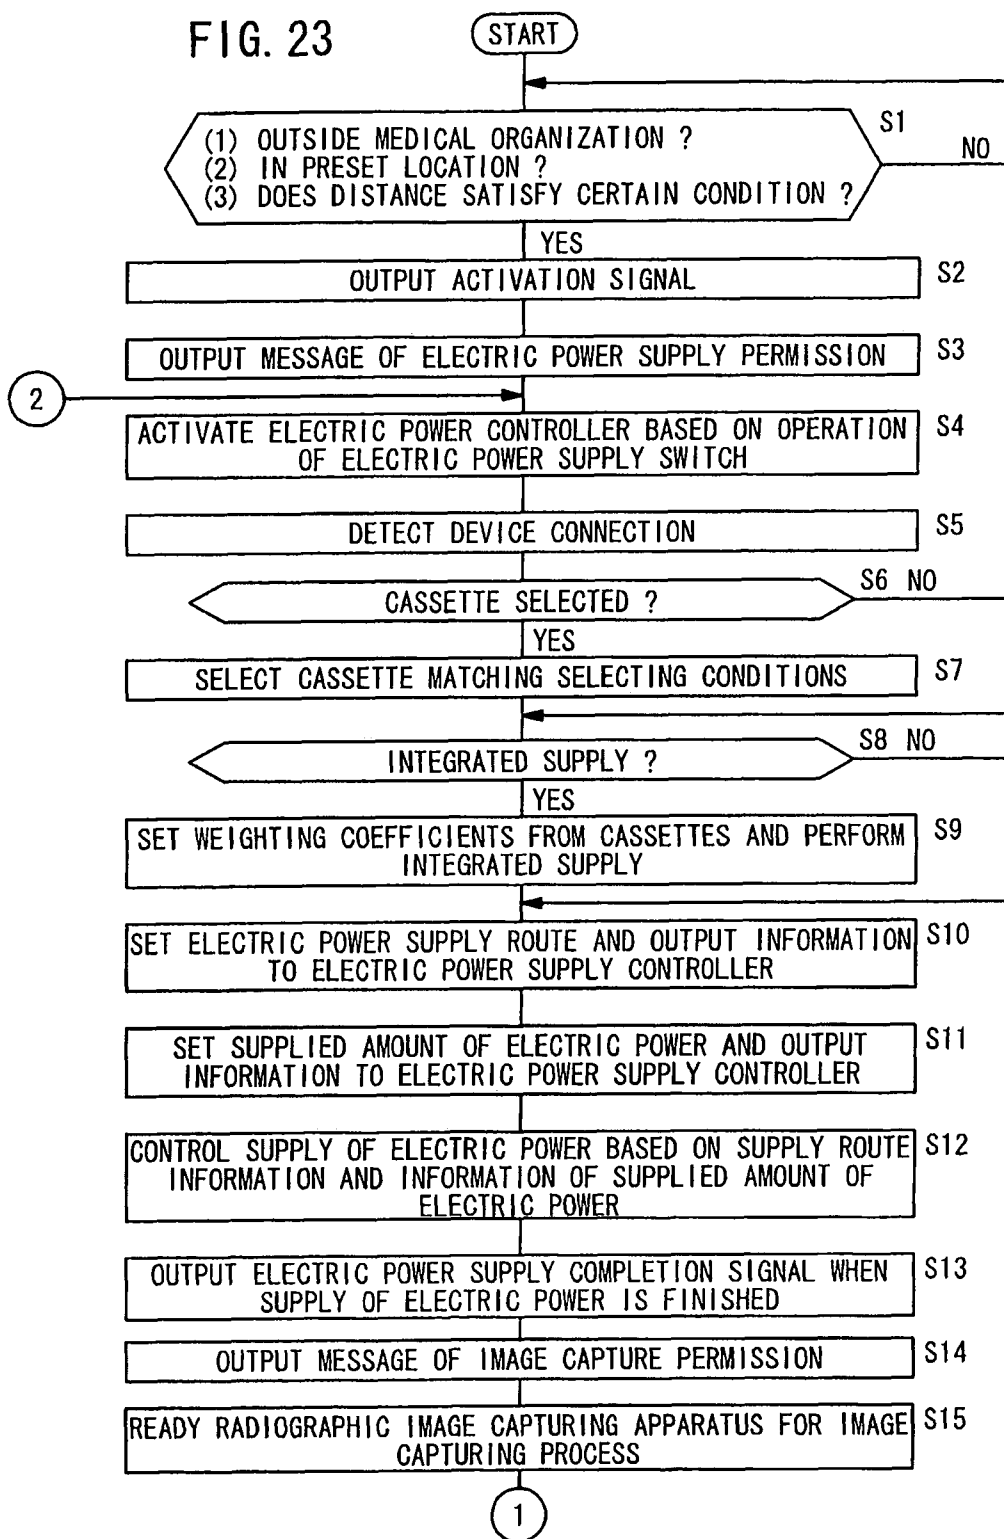 FIG. 23
START
(1) OUTSIDE MEDICAL ORGANIZATION ?
(2) IN PRESET LOCATION ?
(3) DOES DISTANCE SATISFY CERTAIN CONDITION ?
S1
NO
YES
OUTPUT ACTIVATION SIGNAL
S2
OUTPUT MESSAGE OF ELECTRIC POWER SUPPLY PERMISSION
S3
2
ACTIVATE ELECTRIC POWER CONTROLLER BASED ON OPERATION
OF ELECTRIC POWER SUPPLY SWITCH
S4
DETECT DEVICE CONNECTION
S5
CASSETTE SELECTED ?
S6 NO
YES
SELECT CASSETTE MATCHING SELECTING CONDITIONS
S7
INTEGRATED SUPPLY ?
S8 NO
YES
SET WEIGHTING COEFFICIENTS FROM CASSETTES AND PERFORM
INTEGRATED SUPPLY
S9
SET ELECTRIC POWER SUPPLY ROUTE AND OUTPUT INFORMATION
TO ELECTRIC POWER SUPPLY CONTROLLER
S10
SET SUPPLIED AMOUNT OF ELECTRIC POWER AND OUTPUT
INFORMATION TO ELECTRIC POWER SUPPLY CONTROLLER
S11
CONTROL SUPPLY OF ELECTRIC POWER BASED ON SUPPLY ROUTE
INFORMATION AND INFORMATION OF SUPPLIED AMOUNT OF
ELECTRIC POWER
S12
OUTPUT ELECTRIC POWER SUPPLY COMPLETION SIGNAL WHEN
SUPPLY OF ELECTRIC POWER IS FINISHED
S13
OUTPUT MESSAGE OF IMAGE CAPTURE PERMISSION
S14
READY RADIOGRAPHIC IMAGE CAPTURING APPARATUS FOR IMAGE
CAPTURING PROCESS
S15
1